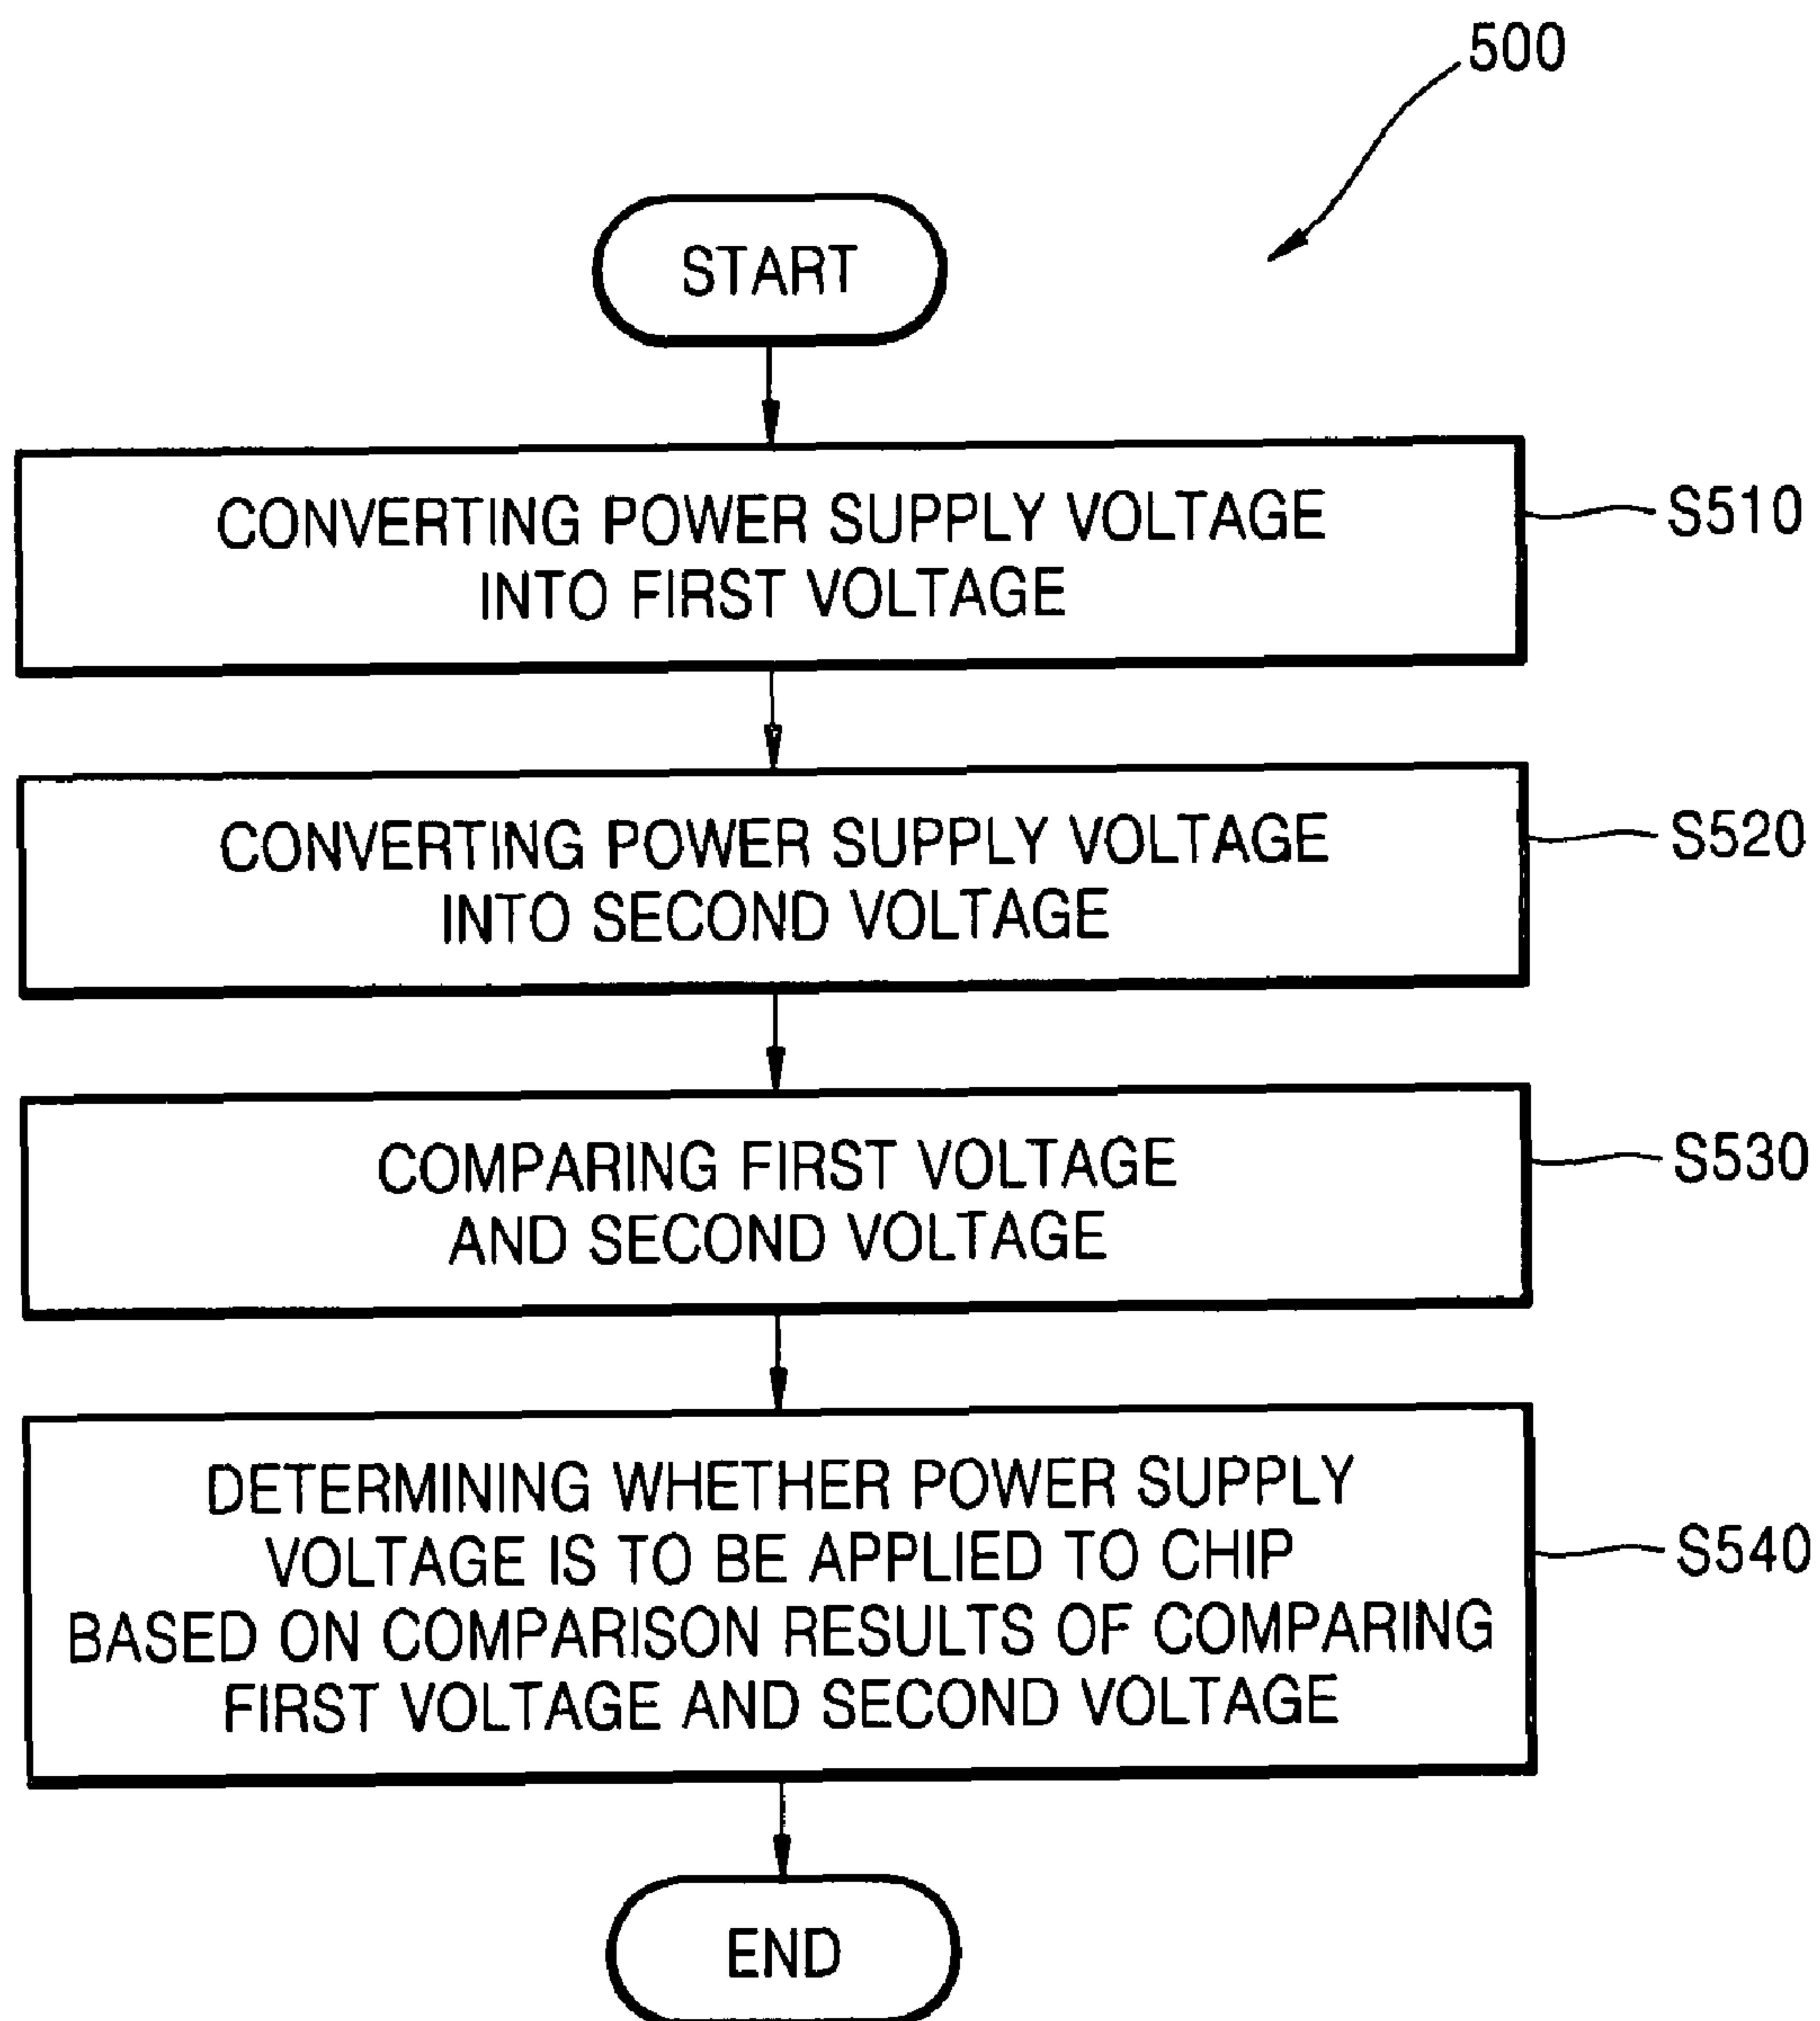 500
START
CONVERTING POWER SUPPLY VOLTAGE
INTO FIRST VOLTAGE
S510
CONVERTING POWER SUPPLY VOLTAGE
INTO SECOND VOLTAGE
S520
COMPARING FIRST VOLTAGE
AND SECOND VOLTAGE
S530
DETERMINING WHETHER POWER SUPPLY
VOLTAGE IS TO BE APPLIED TO CHIP
BASED ON COMPARISON RESULTS OF COMPARING
FIRST VOLTAGE AND SECOND VOLTAGE
S540
END